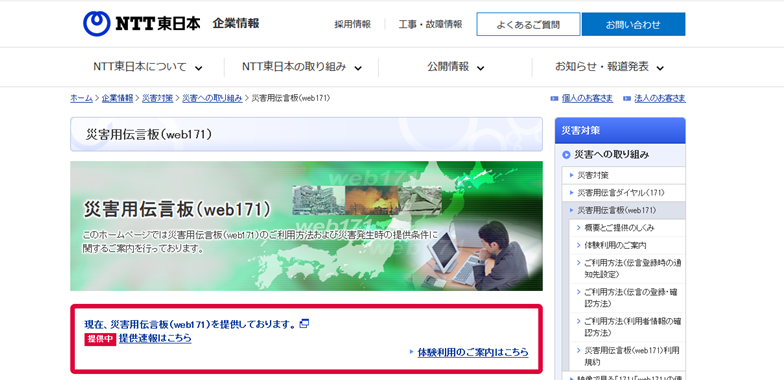 NTT東日本 企業情報 採用情報 工事・故障情報 よくあるご質問 お問い合わせ
NTT東日本について NTT東日本の取り組み 公開情報 お知らせ・報道発表
ホーム > 企業情報 > 災害対策 > 災害への取り組み > 災害用伝言板(web171) 個人のお客さま 法人のお客さま
災害用伝言板(web171)
web171
web171
web171
災害用伝言板(web171)
このホームページでは災害用伝言板(web171)のご利用方法および災害発生時の提供条件に
関するご案内を行っております。
現在、災害用伝言板(web171)を提供しております。
提供中 提供速報はこちら
体験利用のご案内はこちら
災害対策
災害への取り組み
災害対策
災害用伝言ダイヤル(171)
災害用伝言板(web171)
概要とご提供のしくみ
体験利用のご案内
ご利用方法(伝言登録時の通
知先設定)
ご利用方法(伝言の登録・確
認方法)
ご利用方法(利用者情報の確
認方法)
災害用伝言板(web171)利用
規約
映像で見る「171」「web171」の使